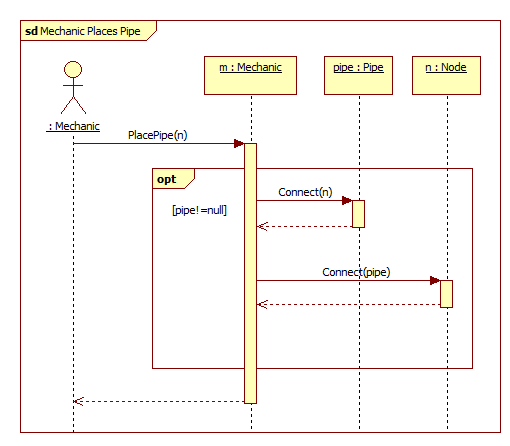 sd Mechanic Places Pipe
m : Mechanic
pipe : Pipe
n : Node
: Mechanic
PlacePipe(n)
opt
Connect(n)
[pipe!=null]
Connect(pipe)